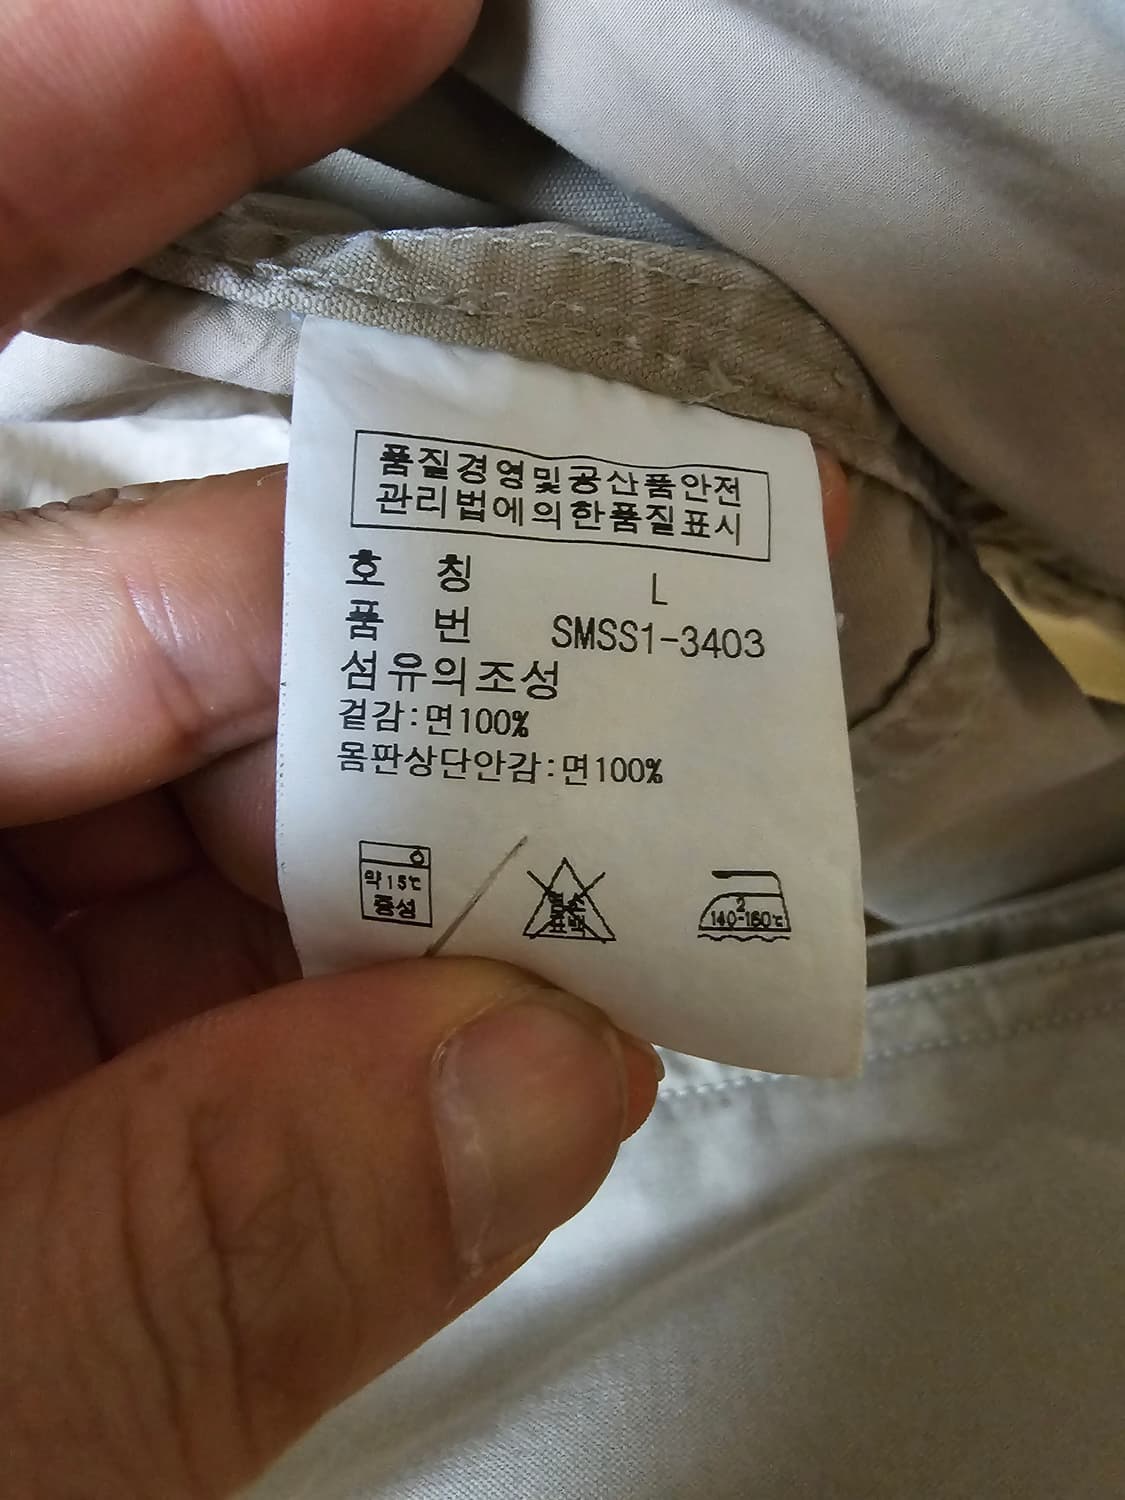 품질경영및공산품안전
관리법에의한품질표시
호 칭 L
품 번 SMSS1-3403
섬유의조성
겉감:면100%
몸판상단안감:면100%
약15℃
중성
2
140-160℃